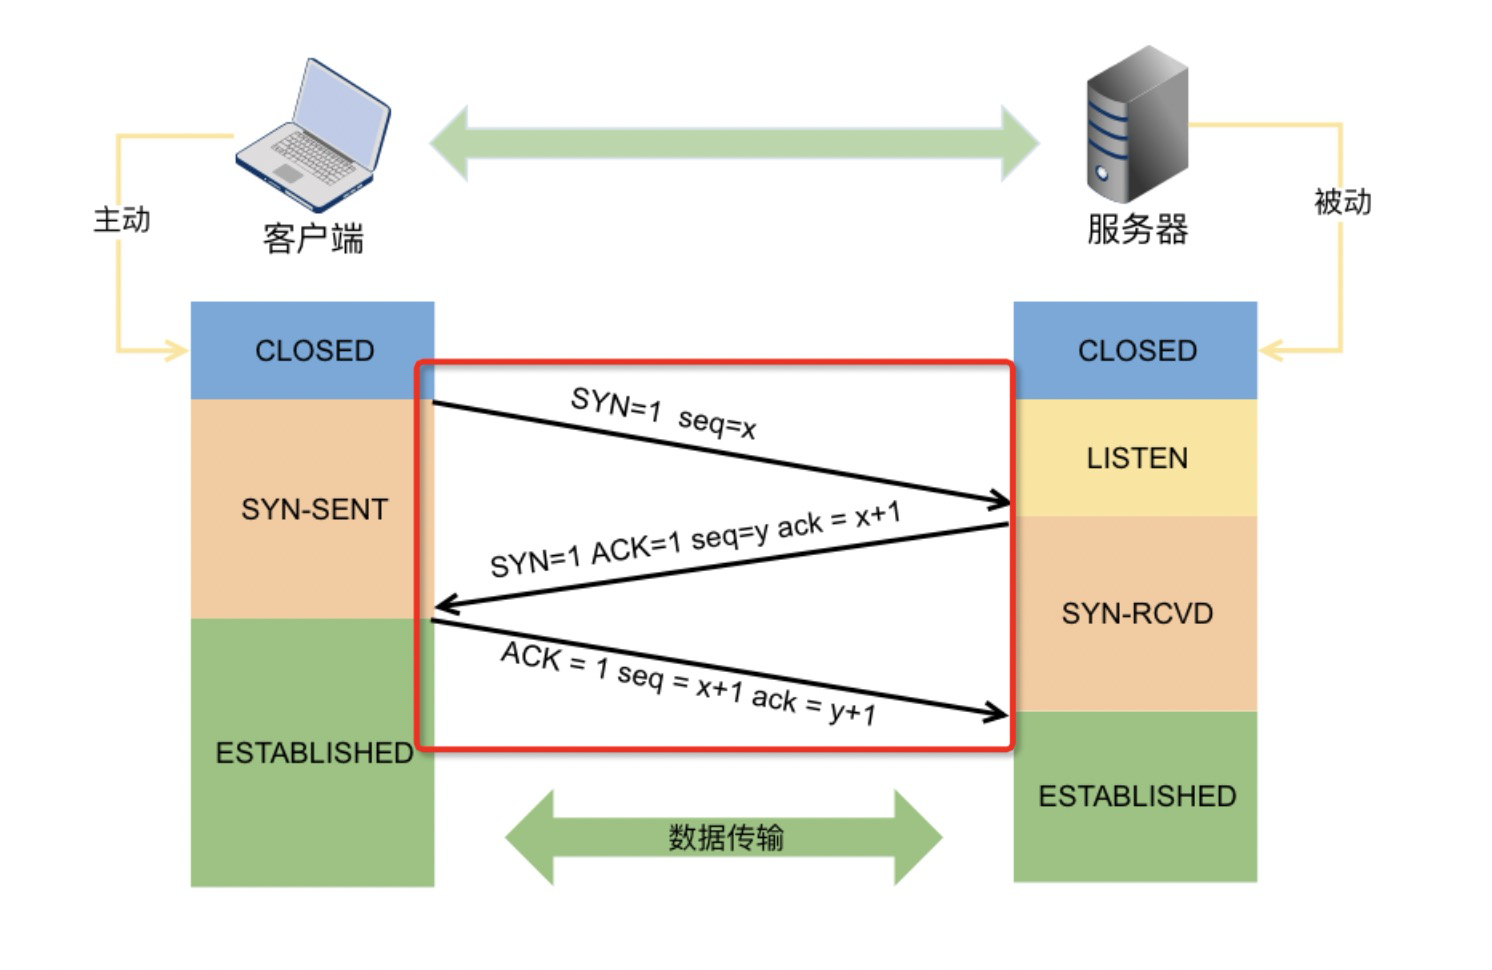 主动
客户端
服务器
被动
CLOSED
CLOSED
SYN=1 seq=x
LISTEN
SYN-SENT
SYN=1 ACK=1 seq=y ack = x+1
SYN-RCVD
ACK = 1 seq = x+1 ack = y+1
ESTABLISHED
ESTABLISHED
数据传输